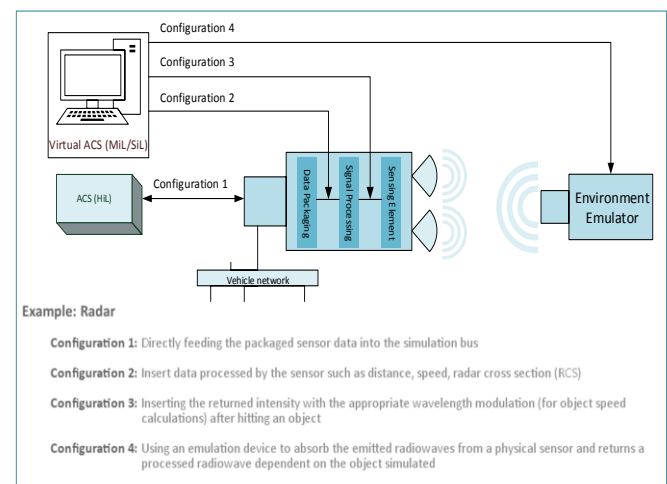 Configuration 4
Configuration 3
Configuration 2
Virtual ACS (MiL/SiL)
Configuration 1
ACS (HiL)
Data Packaging
Signal Processing
Sensing Element
Environment
Emulator
Vehicle network
Example: Radar
Configuration 1: Directly feeding the packaged sensor data into the simulation bus
Configuration 2: Insert data processed by the sensor such as distance, speed, radar cross section (RCS)
Configuration 3: Inserting the returned intensity with the appropriate wavelength modulation (for object speed
calculations) after hitting an object
Configuration 4: Using an emulation device to absorb the emitted radiowaves from a physical sensor and returns a
processed radiowave dependent on the object simulated